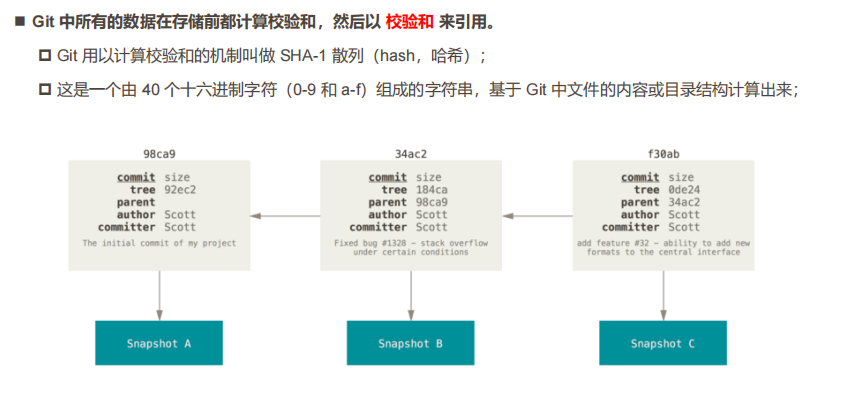 Git 中所有的数据在存储前都计算校验和，然后以 校验和 来引用。
Git 用以计算校验和的机制叫做 SHA-1 散列（hash，哈希）；
这是一个由 40 个十六进制字符（0-9 和 a-f）组成的字符串，基于 Git 中文件的内容或目录结构计算出来；
98ca9
commit size
tree 92ec2
parent
author Scott
committer Scott
The initial commit of my project
Snapshot A
34ac2
commit size
tree 184ca
parent 98ca9
author Scott
committer Scott
Fixed bug #1328 - stack overflow
under certain conditions
Snapshot B
f30ab
commit size
tree 0de24
parent 34ac2
author Scott
committer Scott
add feature #32 - ability to add new
formats to the central interface
Snapshot C